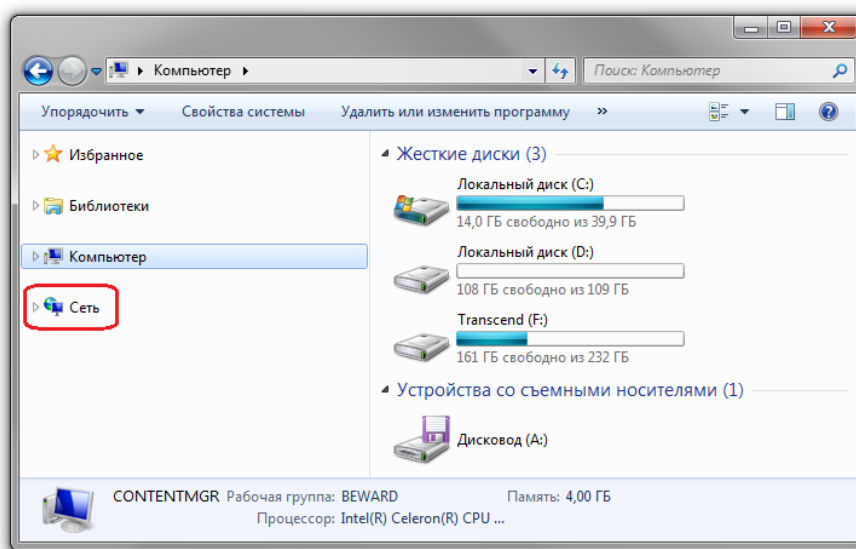 Компьютер
Поиск: Компьютер
Упорядочить Свойства системы Удалить или изменить программу »
Избранное
Библиотеки
Компьютер
Сеть
Жесткие диски (3)
Локальный диск (C:)
14,0 ГБ свободно из 39,9 ГБ
Локальный диск (D:)
108 ГБ свободно из 109 ГБ
Transcend (F:)
161 ГБ свободно из 232 ГБ
Устройства со съемными носителями (1)
Дисковод (A:)
CONTENTMGR Рабочая группа: BEWARD Память: 4,00 ГБ
Процессор: Intel(R) Celeron(R) CPU ...